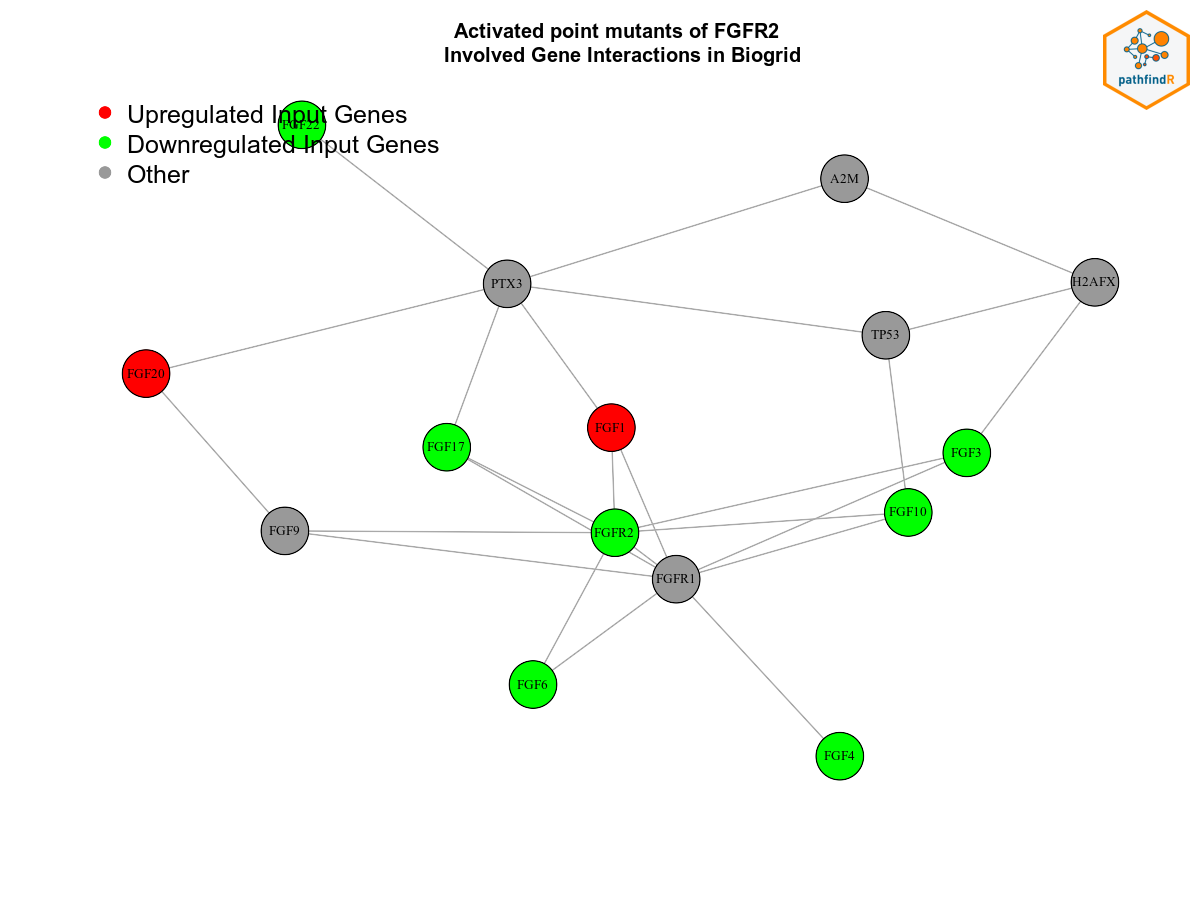 Activated point mutants of FGFR2
Involved Gene Interactions in Biogrid
pathfindR
Upregulated Input Genes
FGF22
Downregulated Input Genes
Other
A2M
PTX3
H2AFX
TP53
FGF20
FGF1
FGF17
FGF3
FGF10
FGF9
FGFR2
FGFR1
FGF6
FGF4